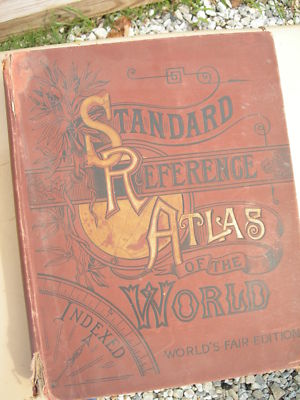 STANDARD
REFERENCE
ATLAS
OF THE
WORLD
INDEXED
WORLD'S FAIR EDITION